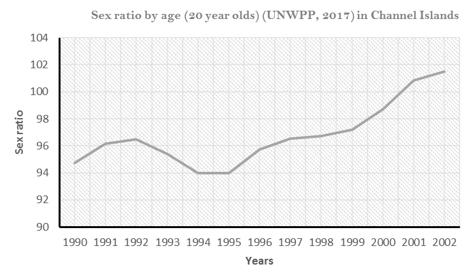 Sex ratio by age (20 year olds) (UNWPP, 2017) in Channel Islands
104
102
100
98
96
94
92
90
Sex ratio
1990 1991 1992 1993 1994 1995 1996 1997 1998 1999 2000 2001 2002
Years